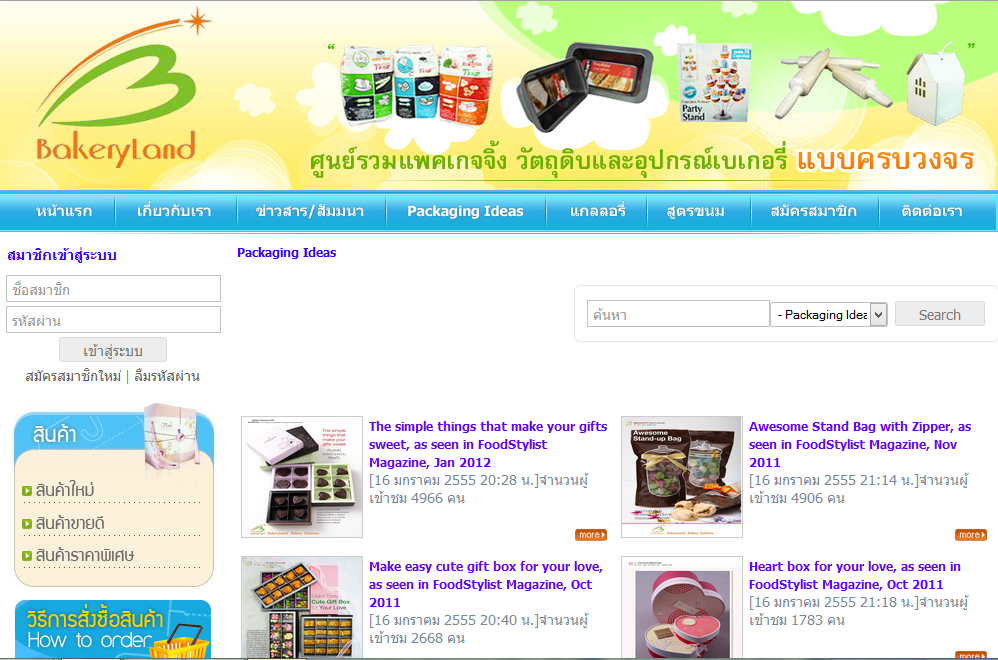 BakeryLand
“ ”
Party
Stand
ศูนย์รวมแพคเกจจิ้ง วัตถุดิบและอุปกรณ์เบเกอรี่ แบบครบวงจร
หน้าแรก เกี่ยวกับเรา ข่าวสาร/สัมมนา Packaging Ideas แกลลอรี่ สูตรขนม สมัครสมาชิก ติดต่อเรา
สมาชิกเข้าสู่ระบบ
ชื่อสมาชิก
รหัสผ่าน
เข้าสู่ระบบ
สมัครสมาชิกใหม่ | ลืมรหัสผ่าน
สินค้า
สินค้าใหม่
สินค้าขายดี
สินค้าราคาพิเศษ
วิธีการสั่งซื้อสินค้า
How to order
Packaging Ideas
ค้นหา - Packaging Idea Search
The simple things that make your gifts
sweet, as seen in FoodStylist
Magazine, Jan 2012
[16 มกราคม 2555 20:28 น.]จำนวนผู้
เข้าชม 4966 คน
more
Awesome
Stand-up Bag
Awesome Stand Bag with Zipper, as
seen in FoodStylist Magazine, Nov
2011
[16 มกราคม 2555 21:14 น.]จำนวนผู้
เข้าชม 4906 คน
more
Make Easy
Cute Gift Box
for Your Love
Make easy cute gift box for your love,
as seen in FoodStylist Magazine, Oct
2011
[16 มกราคม 2555 20:40 น.]จำนวนผู้
เข้าชม 2668 คน
Heart box for your love, as seen in
FoodStylist Magazine, Oct 2011
[16 มกราคม 2555 21:18 น.]จำนวนผู้
เข้าชม 1783 คน
more